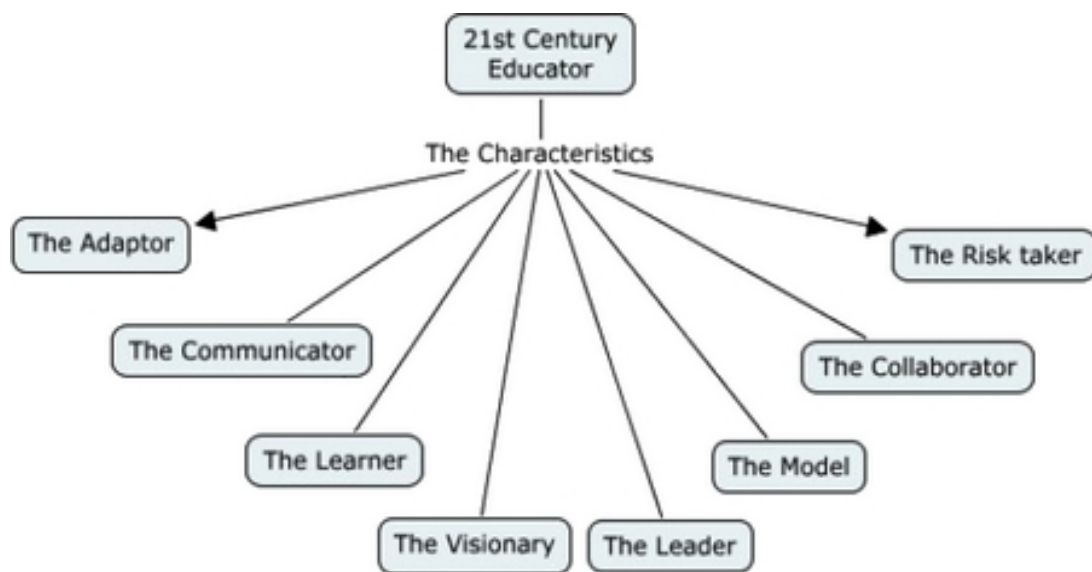 21st Century
Educator
The Characteristics
The Adaptor
The Risk taker
The Communicator
The Collaborator
The Learner
The Model
The Visionary
The Leader